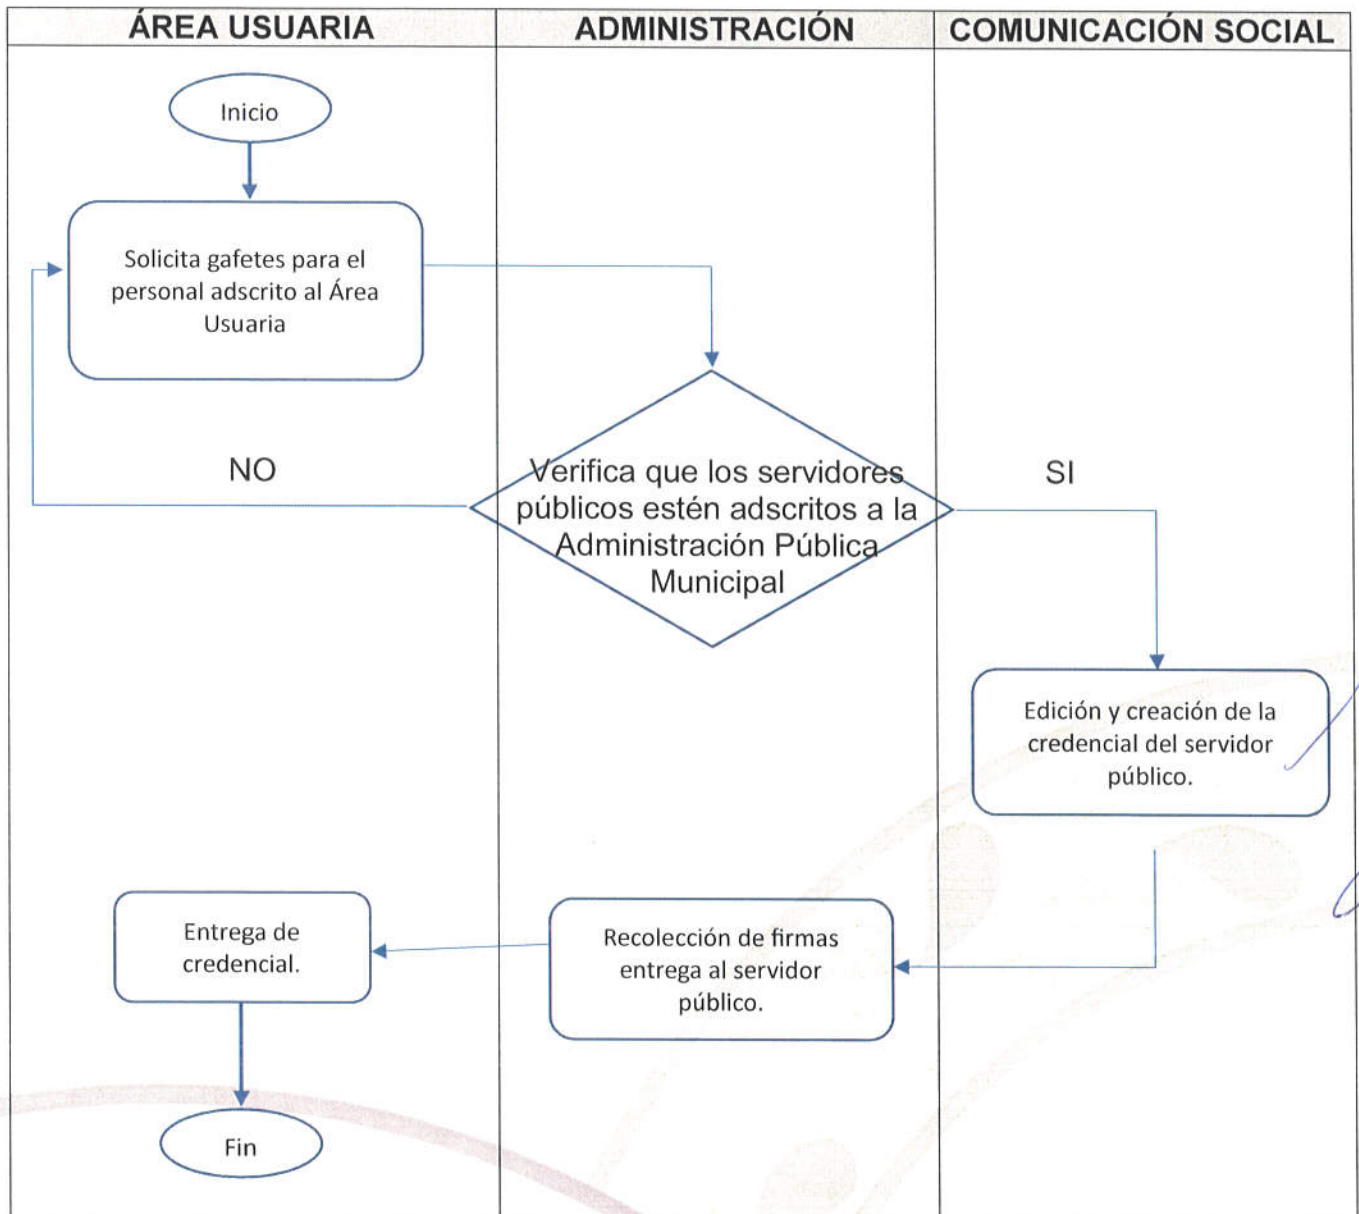 ÁREA USUARIA
ADMINISTRACIÓN
COMUNICACIÓN SOCIAL
Inicio
Solicita gafetes para el
personal adscrito al Área
Usuaria
NO
Verifica que los servidores
públicos estén adscritos a la
Administración Pública
Municipal
SI
Edición y creación de la
credencial del servidor
público.
Entrega de
credencial.
Recolección de firmas
entrega al servidor
público.
Fin